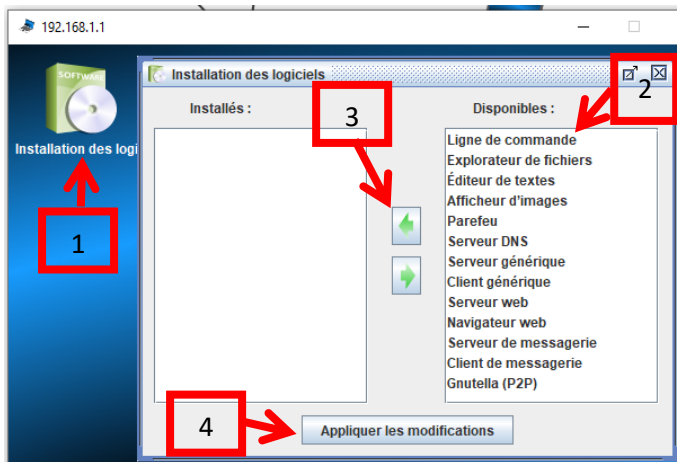 192.168.1.1
SOFTWARE
Installation des logi
1
Installation des logiciels
2
Installés :
3
Disponibles :
Ligne de commande
Explorateur de fichiers
Éditeur de textes
Afficheur d'images
Parefeu
Serveur DNS
Serveur générique
Client générique
Serveur web
Navigateur web
Serveur de messagerie
Client de messagerie
Gnutella (P2P)
4
Appliquer les modifications